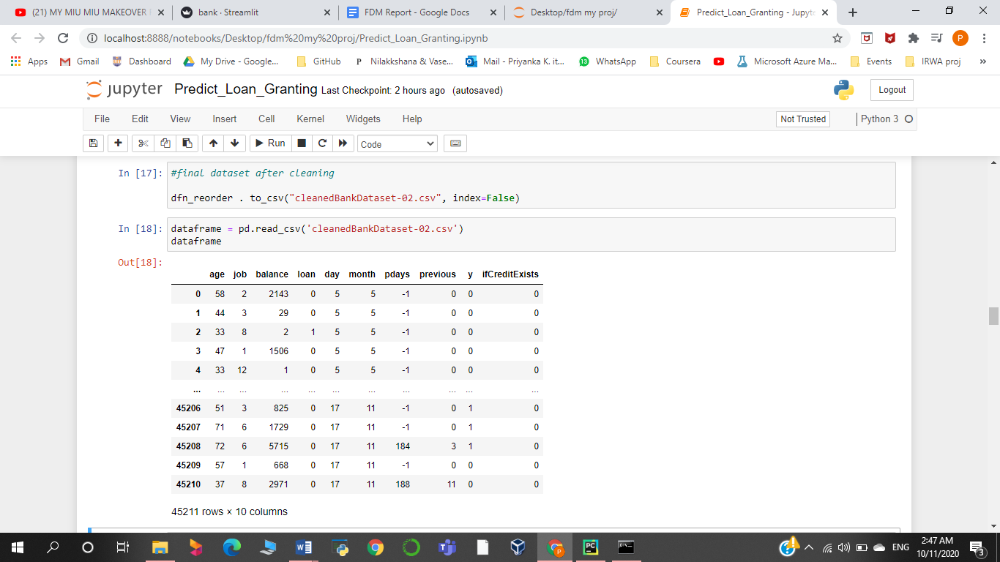 (21) MY MIU MIU MAKEOVER bank · Streamlit FDM Report - Google Docs Desktop/fdm my proj/ Predict_Loan_Granting - Jupyte
localhost:8888/notebooks/Desktop/fdm%20my%20proj/Predict_Loan_Granting.ipynb P
Apps Gmail Dashboard My Drive - Google... GitHub P Nilakkshana & Vase... Mail - Priyanka K. it... 13 WhatsApp Coursera Microsoft Azure Ma... Events IRWA proj »
jupyter Predict_Loan_Granting Last Checkpoint: 2 hours ago (autosaved) Logout
File Edit View Insert Cell Kernel Widgets Help Not Trusted Python 3
Run Code
In [17]: #final dataset after cleaning
dfn_reorder . to_csv("cleanedBankDataset-02.csv", index=False)
In [18]: dataframe = pd.read_csv('cleanedBankDataset-02.csv')
dataframe
Out[18]:
age job balance loan day month pdays previous y ifCreditExists
0 58 2 2143 0 5 5 -1 0 0 0
1 44 3 29 0 5 5 -1 0 0 0
2 33 8 2 1 5 5 -1 0 0 0
3 47 1 1506 0 5 5 -1 0 0 0
4 33 12 1 0 5 5 -1 0 0 0
... ... ... ... ... ... ... ... ... ... ...
45206 51 3 825 0 17 11 -1 0 1 0
45207 71 6 1729 0 17 11 -1 0 1 0
45208 72 6 5715 0 17 11 184 3 1 0
45209 57 1 668 0 17 11 -1 0 0 0
45210 37 8 2971 0 17 11 188 11 0 0
45211 rows × 10 columns
ENG 2:47 AM
10/11/2020 3